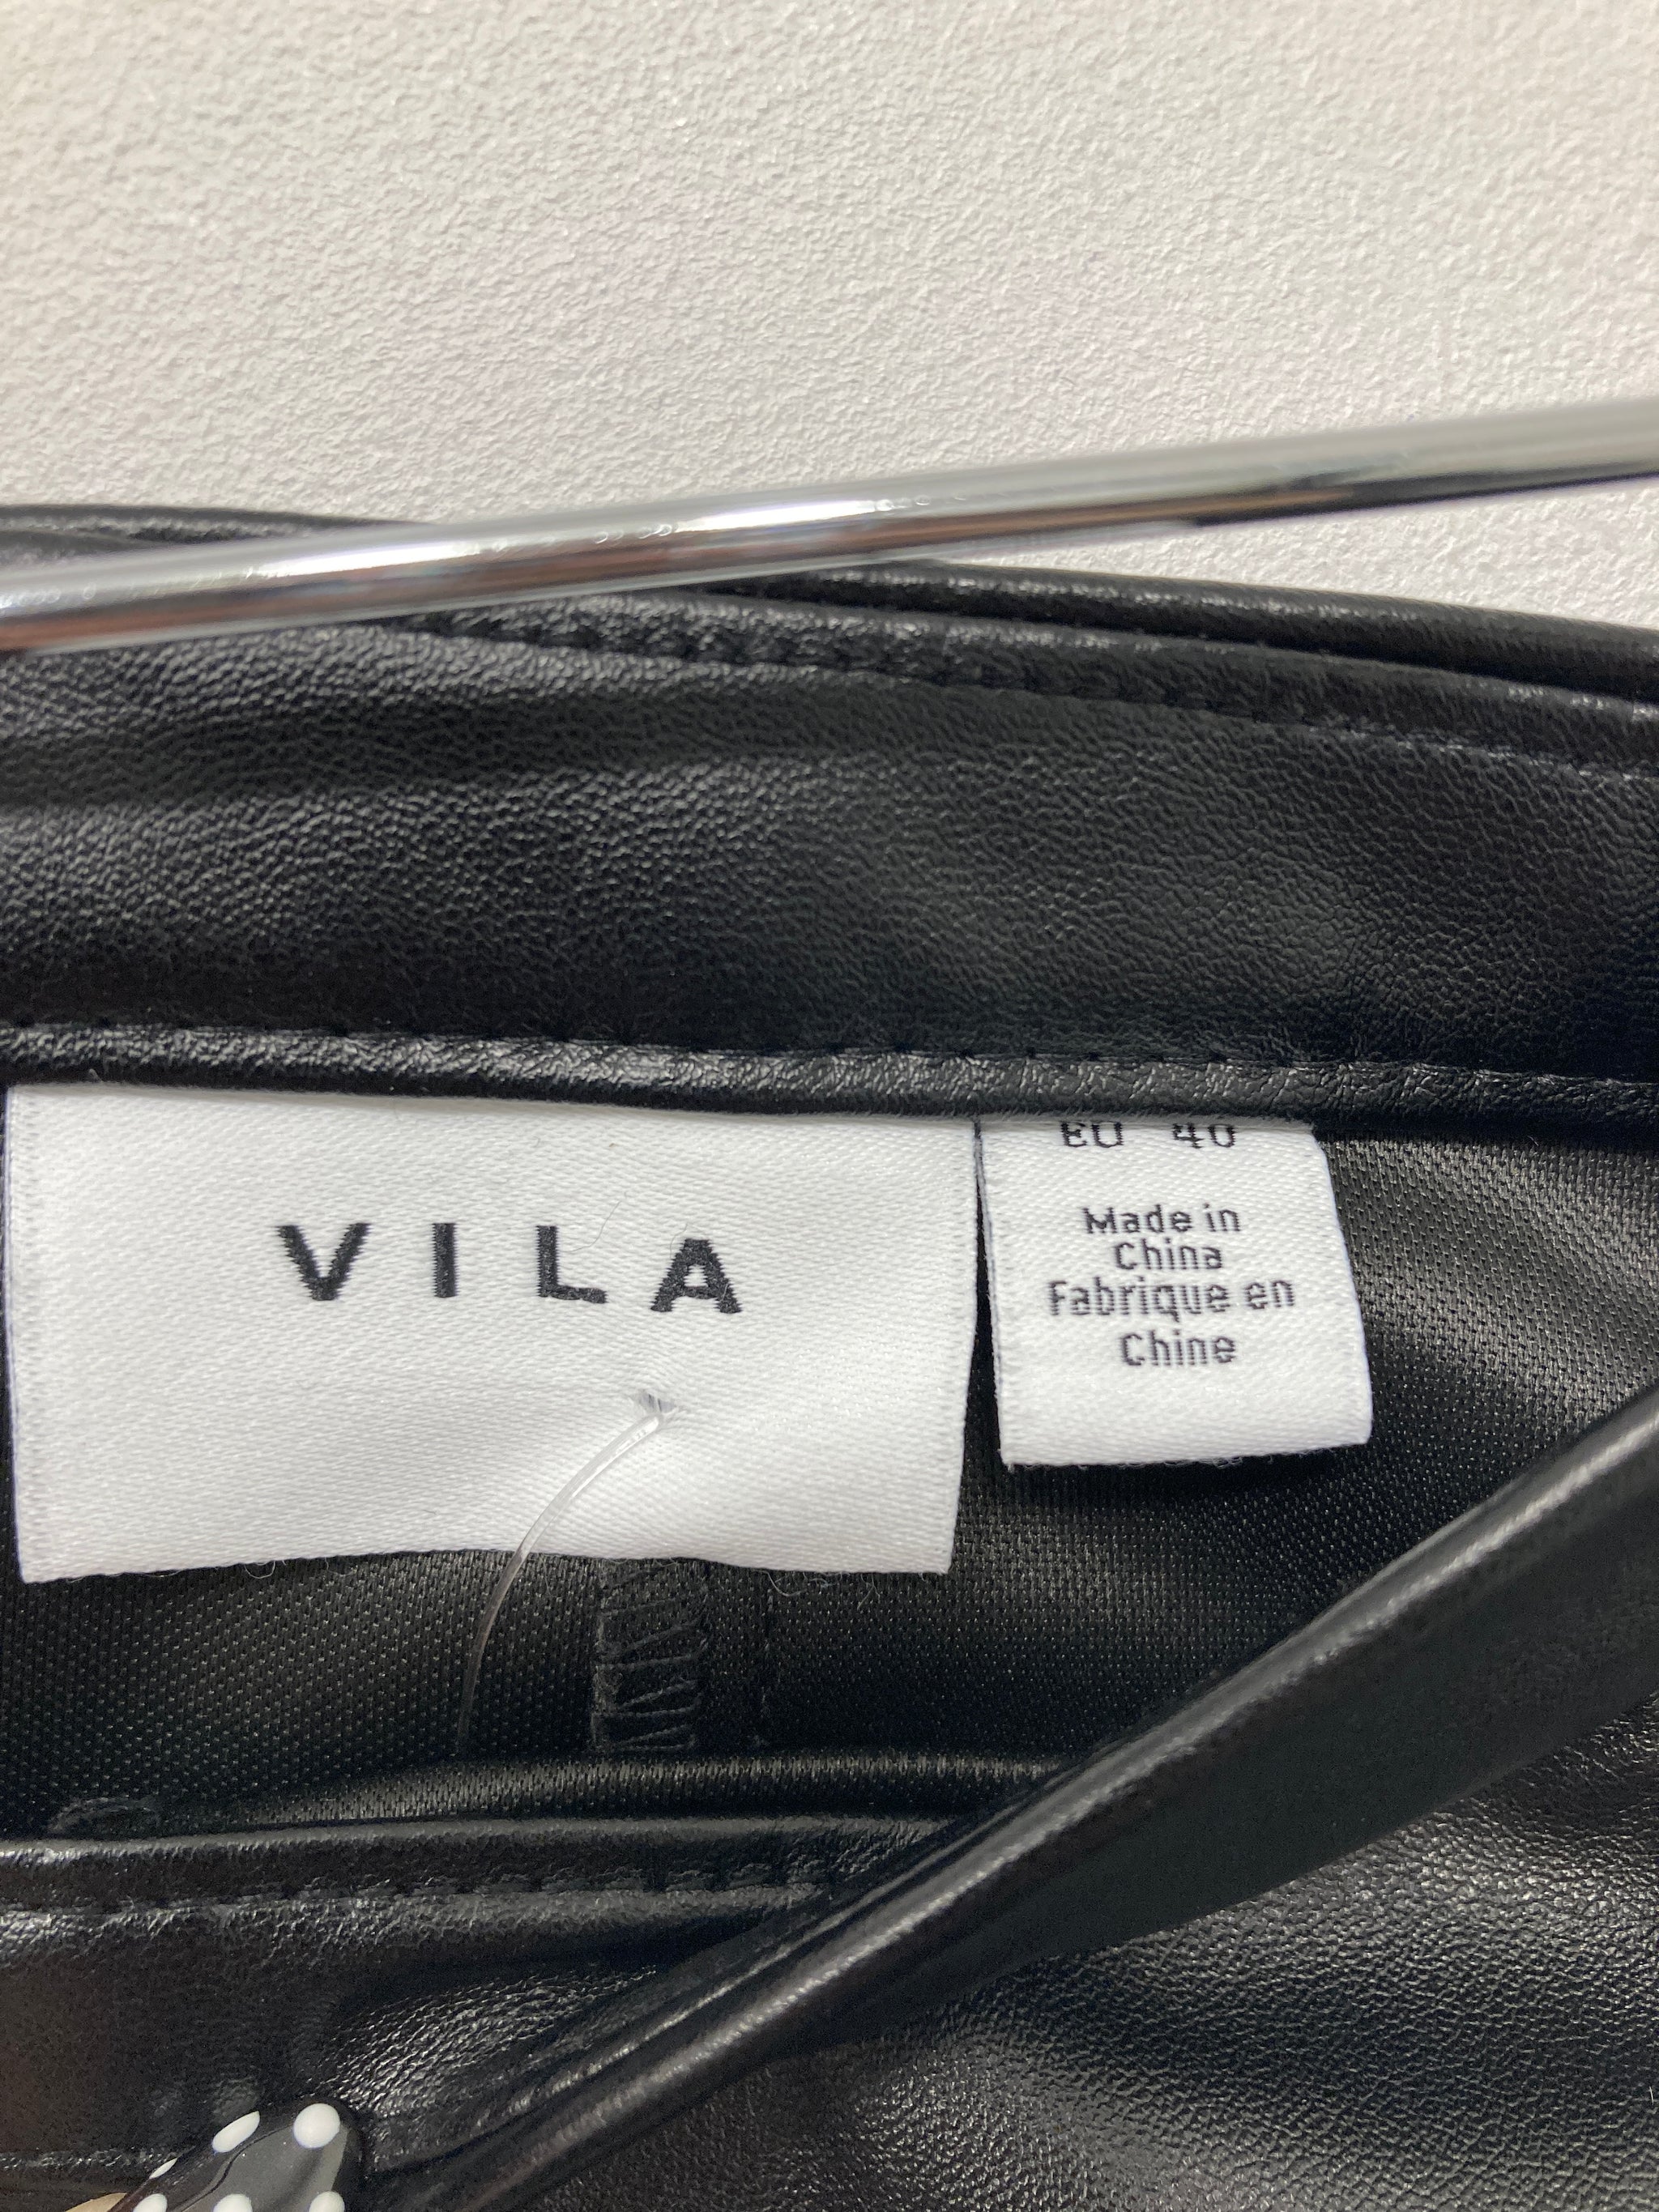 VILA
EU 40
Made in
China
Fabrique en
Chine